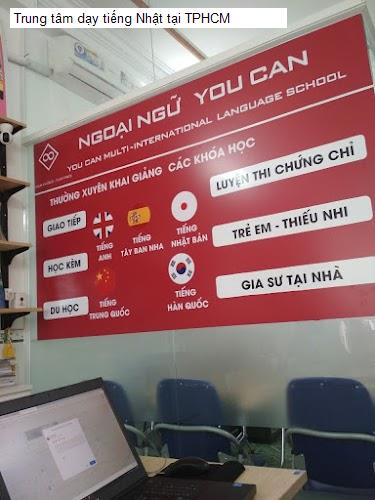 Trung tâm dạy tiếng Nhật tại TPHCM
NGOẠI NGỮ YOU CAN
YOU CAN MULTI-INTERNATIONAL LANGUAGE SCHOOL
THƯỜNG XUYÊN KHAI GIẢNG CÁC KHÓA HỌC
GIAO TIẾP
HỌC KÈM
DU HỌC
TIẾNG
ANH
TIẾNG
TÂY BAN NHA
TIẾNG
NHẬT BẢN
TIẾNG
TRUNG QUỐC
TIẾNG
HÀN QUỐC
LUYỆN THI CHỨNG CHỈ
TRẺ EM - THIẾU NHI
GIA SƯ TẠI NHÀ